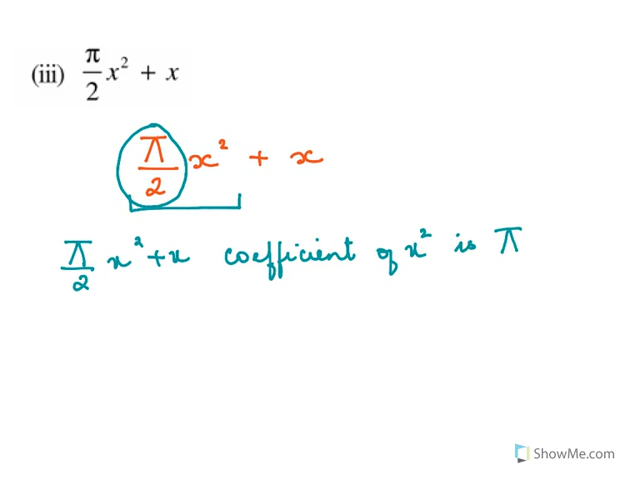 (iii) π/2 x² + x
π/2 x² + x
π/2 x² + x coefficient of x² is π
ShowMe.com